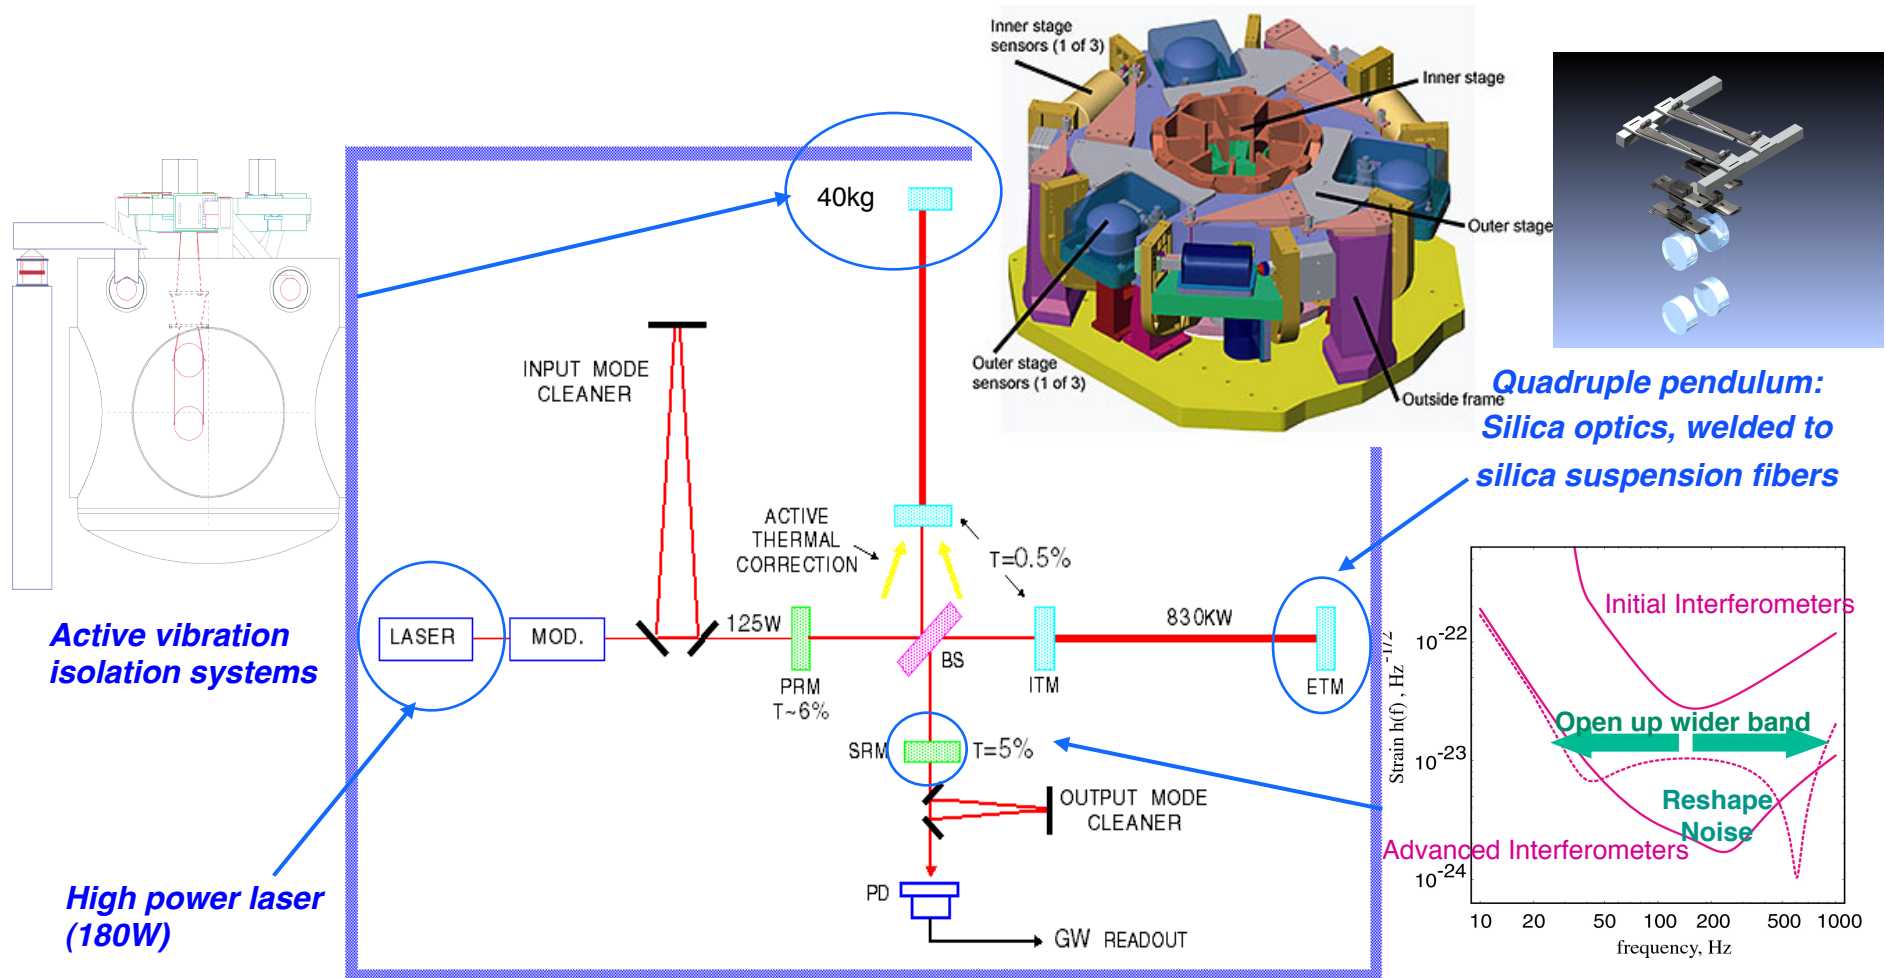 Inner stage
sensors (1 of 3)
Inner stage
Outer stage
Outer stage
sensors (1 of 3)
Outside frame
40kg
INPUT MODE
CLEANER
Quadruple pendulum:
Silica optics, welded to
silica suspension fibers
ACTIVE
THERMAL
CORRECTION
T=0.5%
Active vibration
isolation systems
LASER
MOD.
125W
830KW
PRM
T~6%
BS
ITM
ETM
SRM
T=5%
OUTPUT MODE
CLEANER
PD
GW READOUT
High power laser
(180W)
Initial Interferometers
Open up wider band
Reshape
Noise
Advanced Interferometers
Strain h(f) , Hz-1/2
10-22
10-23
10-24
10 20 50 100 200 500 1000
frequency, Hz